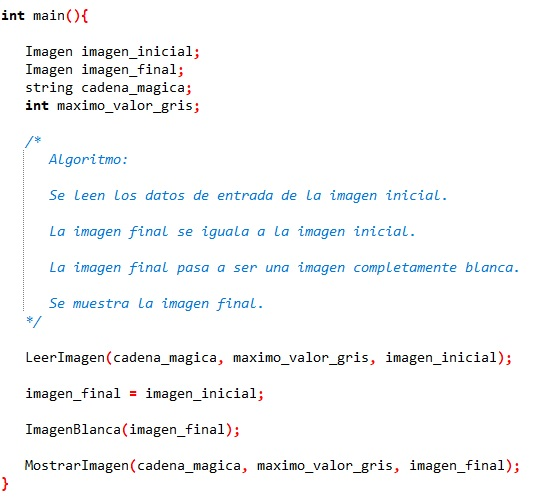 int main(){
Imagen imagen_inicial;
Imagen imagen_final;
string cadena_magica;
int maximo_valor_gris;
/*
Algoritmo:
Se leen los datos de entrada de la imagen inicial.
La imagen final se iguala a la imagen inicial.
La imagen final pasa a ser una imagen completamente blanca.
Se muestra la imagen final.
*/
LeerImagen(cadena_magica, maximo_valor_gris, imagen_inicial);
imagen_final = imagen_inicial;
ImagenBlanca(imagen_final);
MostrarImagen(cadena_magica, maximo_valor_gris, imagen_final);
}